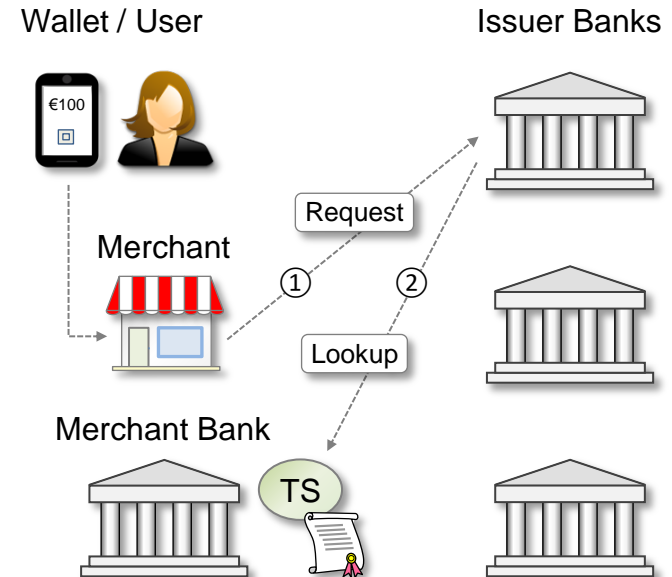 Wallet / User
Issuer Banks
€100
Request
Merchant
1
2
Lookup
Merchant Bank
TS